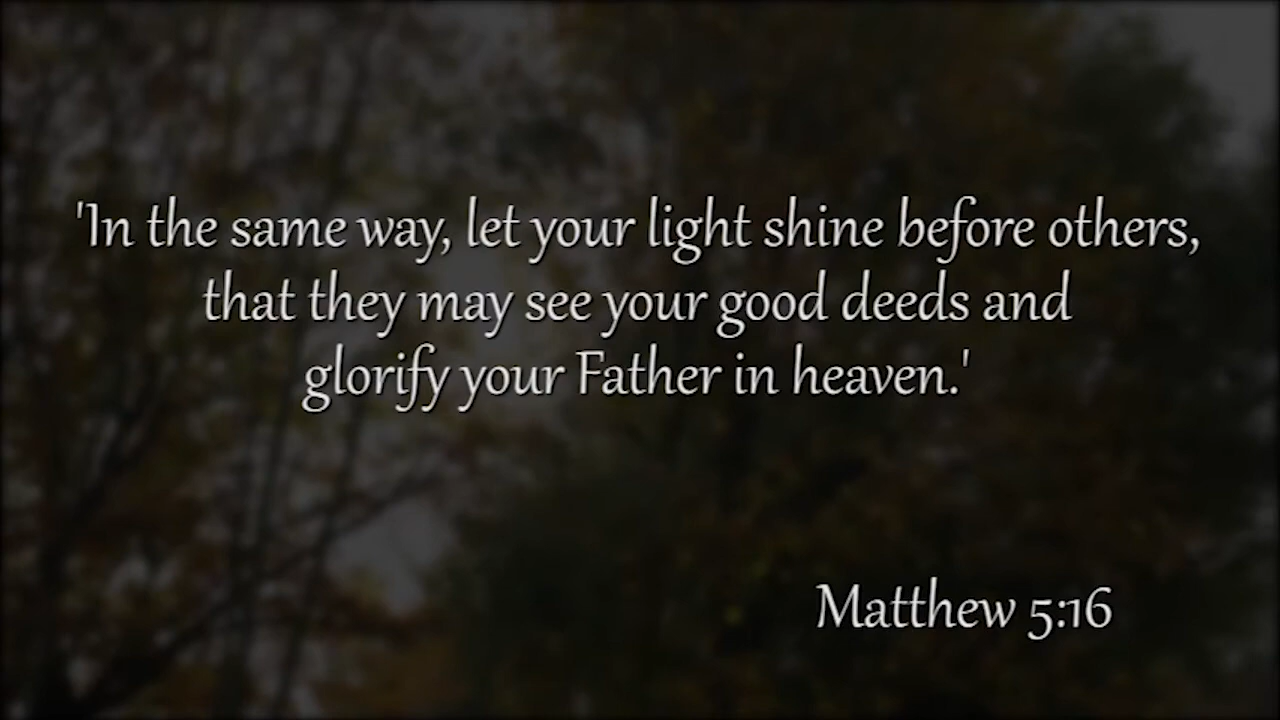 'In the same way, let your light shine before others,
that they may see your good deeds and
glorify your Father in heaven.'
Matthew 5:16